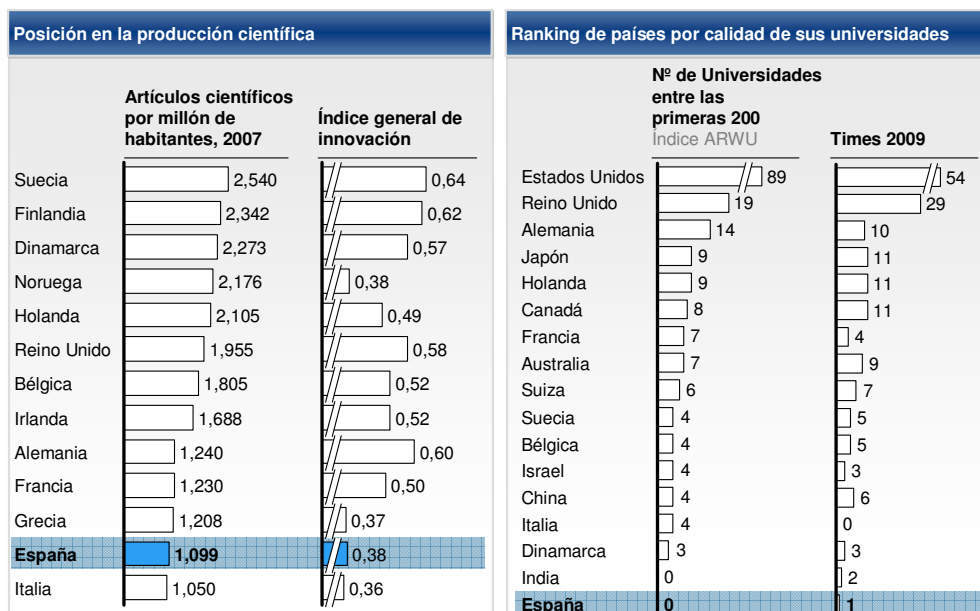 Posición en la producción científica
Artículos científicos
por millón de
habitantes, 2007
Índice general de
innovación
Suecia 2,540 0,64
Finlandia 2,342 0,62
Dinamarca 2,273 0,57
Noruega 2,176 0,38
Holanda 2,105 0,49
Reino Unido 1,955 0,58
Bélgica 1,805 0,52
Irlanda 1,688 0,52
Alemania 1,240 0,60
Francia 1,230 0,50
Grecia 1,208 0,37
España 1,099 0,38
Italia 1,050 0,36
Ranking de países por calidad de sus universidades
Nº de Universidades
entre las
primeras 200
Índice ARWU
Times 2009
Estados Unidos 89 54
Reino Unido 19 29
Alemania 14 10
Japón 9 11
Holanda 9 11
Canadá 8 11
Francia 7 4
Australia 7 9
Suiza 6 7
Suecia 4 5
Bélgica 4 5
Israel 4 3
China 4 6
Italia 4 0
Dinamarca 3 3
India 0 2
España 0 1